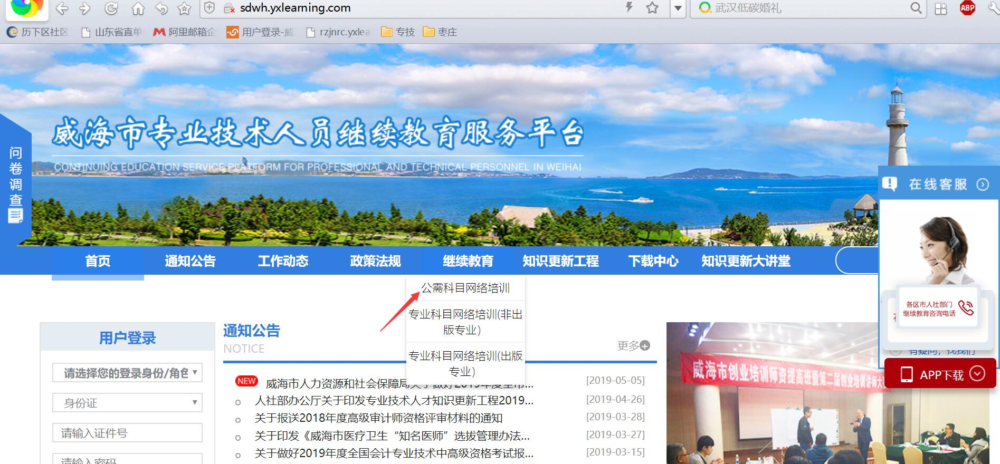 sdwh.yxlearning.com
武汉低碳婚礼
ABP
历下区社区
山东省直单
阿里邮箱企
用户登录-威
rzjnrc.yxlea
专技
枣庄
威海市专业技术人员继续教育服务平台
CONTINUING EDUCATION SERVICE PLATFORM FOR PROFESSIONAL AND TECHNICAL PERSONNEL IN WEIHAI
问卷调查
在线客服
首页
通知公告
工作动态
政策法规
继续教育
知识更新工程
下载中心
知识更新大讲堂
公需科目网络培训
专业科目网络培训(非出
版专业)
专业科目网络培训(出版
专业)
各区市人社部门
继续教育咨询电话
有疑问，找我们
APP下载
用户登录
请选择您的登录身份/角色
身份证
请输入证件号
请输入密码
通知公告
NOTICE
更多
NEW 威海市人力资源和社会保障局关于做好2019年度全市... [2019-05-05]
人社部办公厅关于印发专业技术人才知识更新工程2019... [2019-04-26]
关于报送2018年度高级审计师资格评审材料的通知 [2019-03-28]
关于印发《威海市医疗卫生“知名医师”选拔管理办法... [2019-03-27]
关于做好2019年度全国会计专业技术中高级资格考试报... [2019-03-15]
威海市创业培训师资提高班暨第二届创业培训讲师大